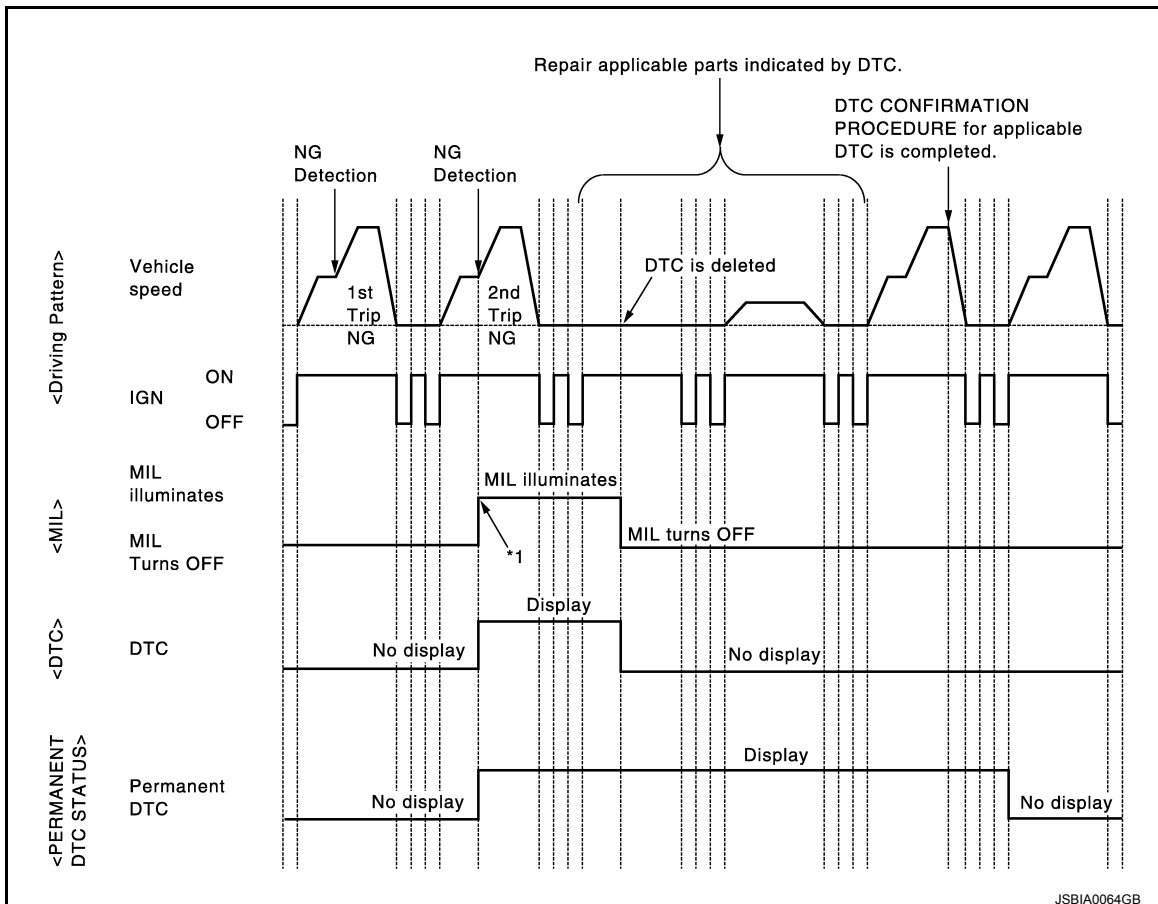 Repair applicable parts indicated by DTC.
DTC CONFIRMATION
PROCEDURE for applicable
DTC is completed.
NG
Detection
NG
Detection
<Driving Pattern>
Vehicle
speed
1st
Trip
NG
2nd
Trip
NG
DTC is deleted
IGN
ON
OFF
<MIL>
MIL
illuminates
MIL illuminates
MIL
Turns OFF
*1
MIL turns OFF
<DTC>
DTC
No display
Display
No display
<PERMANENT
DTC STATUS>
Permanent
DTC
No display
Display
No display
JSBIA0064GB